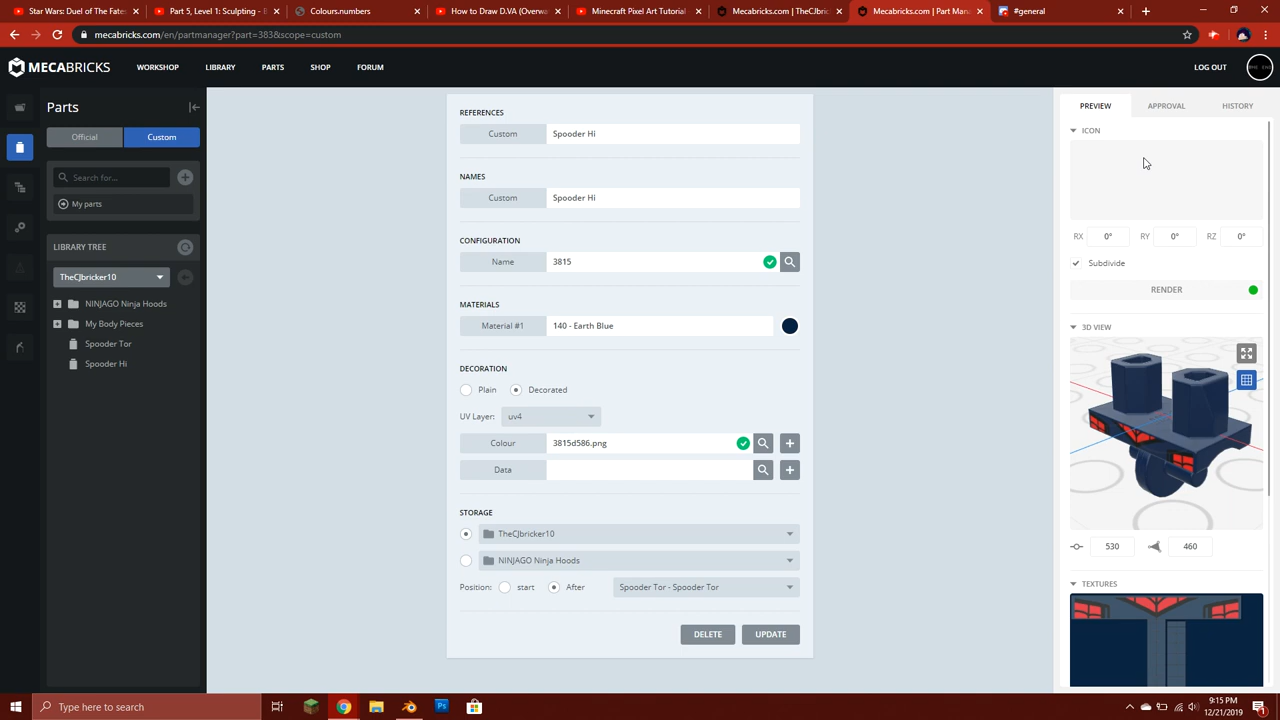 Star Wars: Duel of The Fates
Part 5, Level 1: Sculpting - B
Colours.numbers
How to Draw D.VA (Overwa
Minecraft Pixel Art Tutorial
Mecabricks.com | TheCJbric
Mecabricks.com | Part Man
#general
mecabricks.com/en/partmanager?part=383&scope=custom
MECABRICKS
WORKSHOP
LIBRARY
PARTS
SHOP
FORUM
LOG OUT
Parts
Official
Custom
Search for...
My parts
LIBRARY TREE
TheCJbricker10
NINJAGO Ninja Hoods
My Body Pieces
Spooder Tor
Spooder Hi
REFERENCES
Custom Spooder Hi
NAMES
Custom Spooder Hi
CONFIGURATION
Name 3815
MATERIALS
Material #1 140 - Earth Blue
DECORATION
Plain Decorated
UV Layer: uv4
Colour 3815d586.png
Data
STORAGE
TheCJbricker10
NINJAGO Ninja Hoods
Position: start After Spooder Tor - Spooder Tor
DELETE UPDATE
PREVIEW APPROVAL HISTORY
ICON
RX 0° RY 0° RZ 0°
Subdivide
RENDER
3D VIEW
530 460
TEXTURES
Type here to search
Ps
9:15 PM
12/21/2019
1